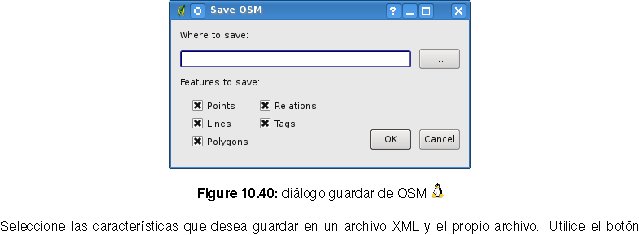 Save OSM
Where to save:
...
Features to save:
Points Relations
Lines Tags
Polygons
OK Cancel
Figure 10.40: diálogo guardar de OSM
Seleccione las características que desea guardar en un archivo XML y el propio archivo. Utilice el botón